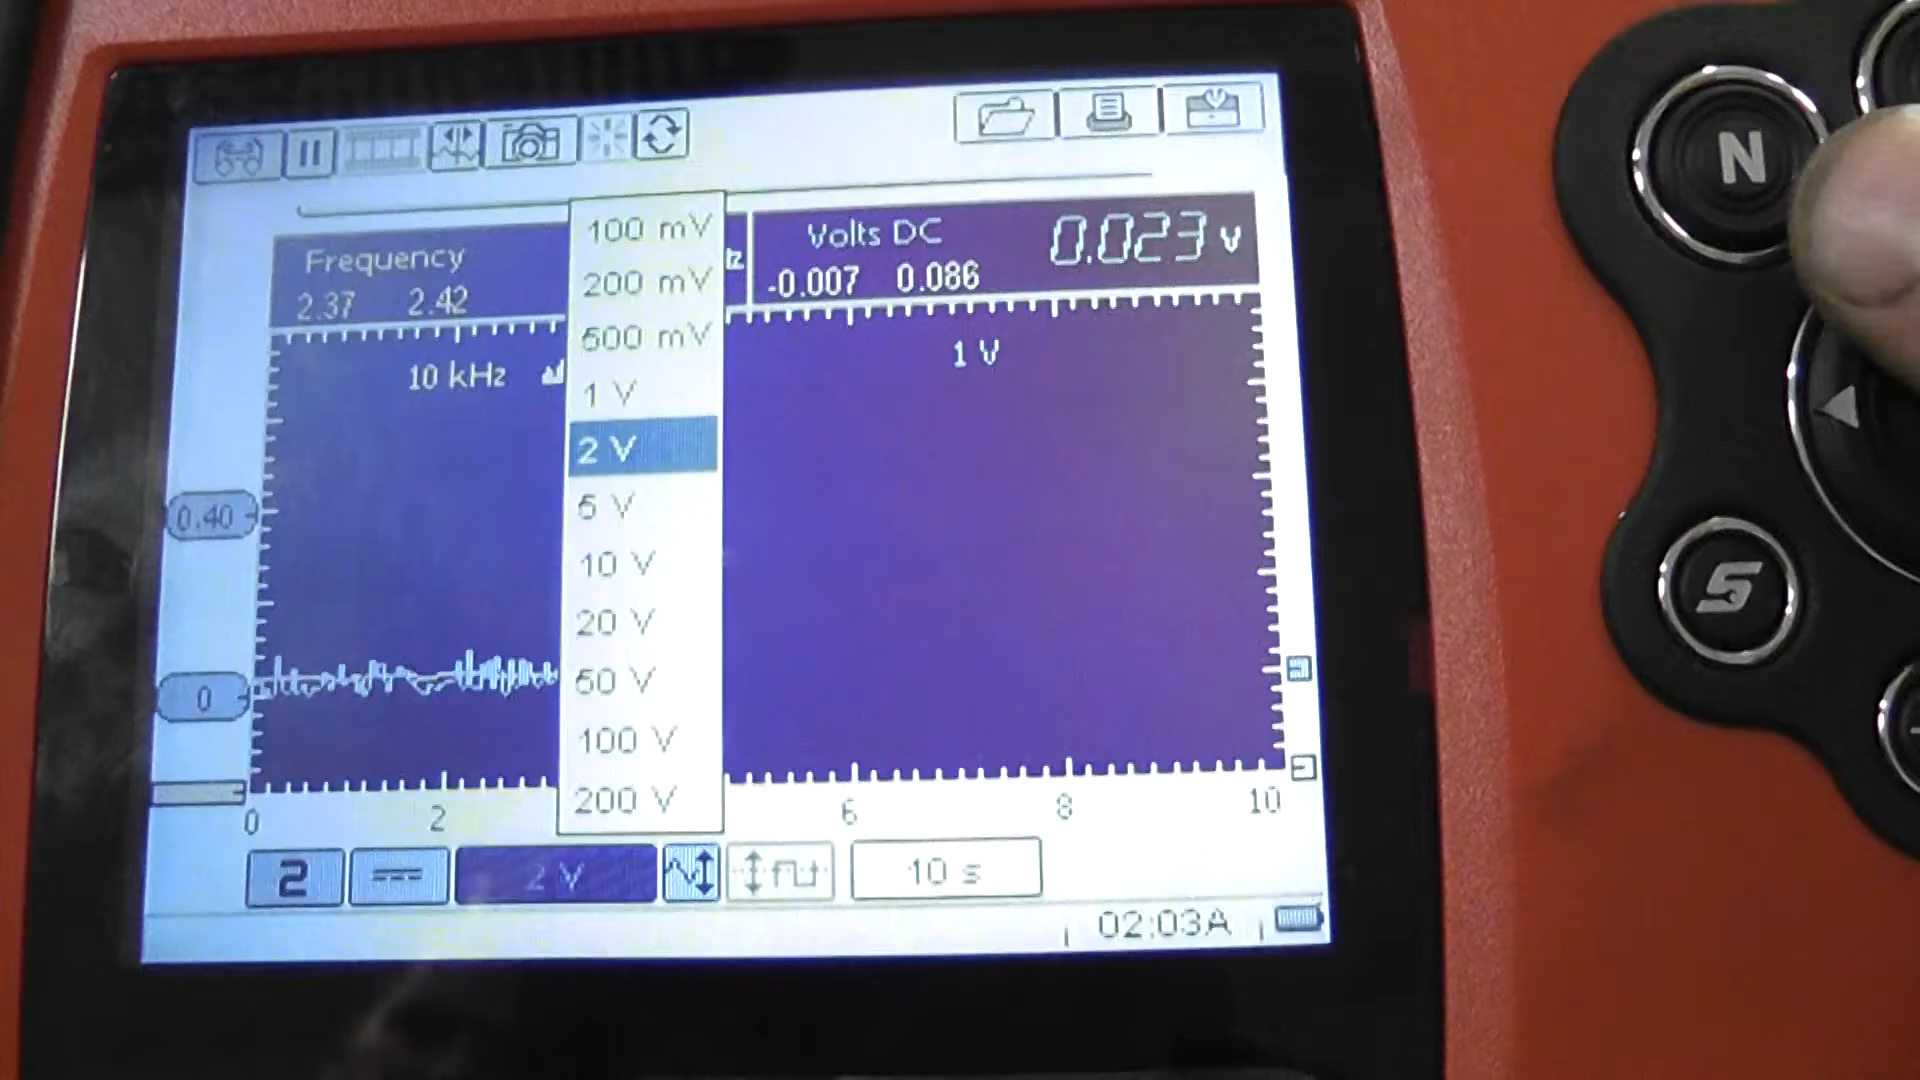 Frequency
2.37 2.42
Volts DC 0.023 V
-0.007 0.086
10 kHz
1 V
100 mV
200 mV
500 mV
1 V
2 V
5 V
10 V
20 V
50 V
100 V
200 V
0.40
0
0 2 6 8 10
2 2 V 10 s
02:03A
N
S